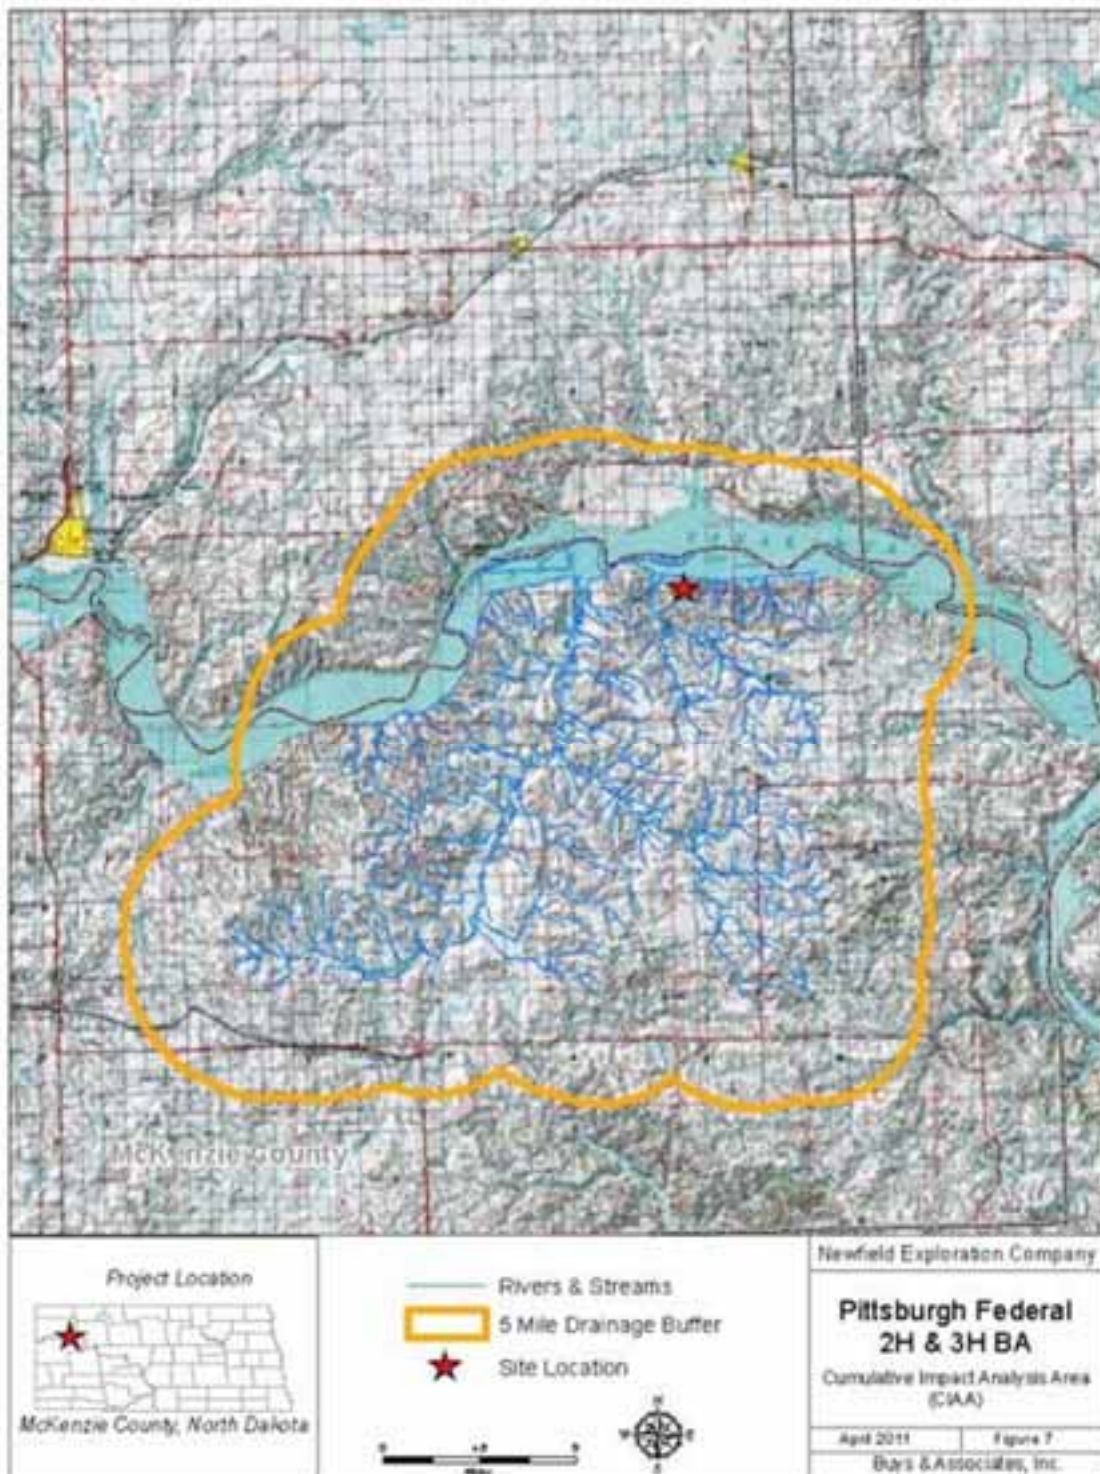 McKenzie County
Project Location
McKenzie County, North Dakota
Rivers & Streams
5 Mile Drainage Buffer
Site Location
Newfield Exploration Company
Pittsburgh Federal
2H & 3H BA
Cumulative Impact Analysis Area
(CIAA)
April 2011
Figure 7
Buys & Associates, Inc.